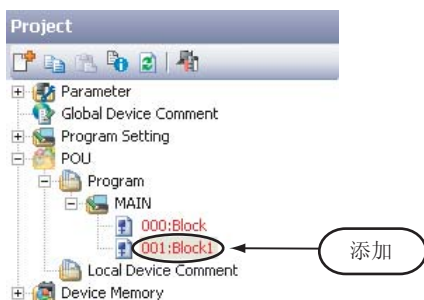 Project
Parameter
Global Device Comment
Program Setting
POU
Program
MAIN
000:Block
001:Block1
添加
Local Device Comment
Device Memory